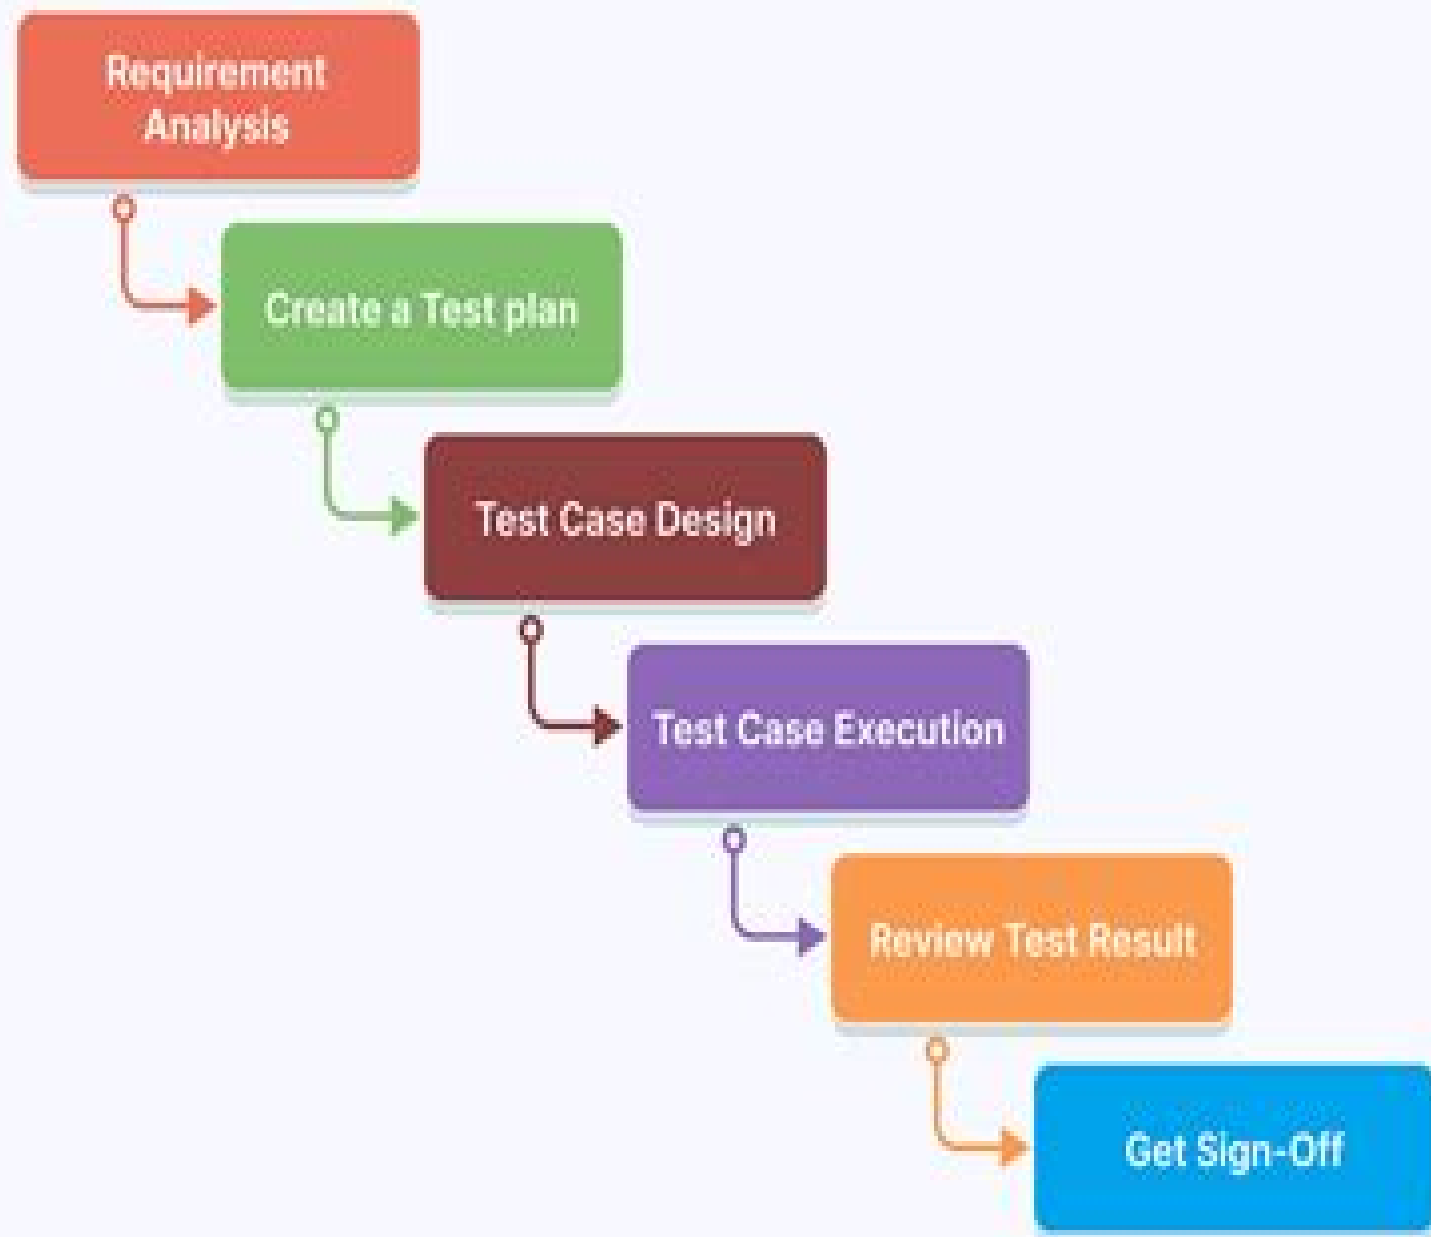 Requirement
Analysis
Create a Test plan
Test Case Design
Test Case Execution
Review Test Result
Get Sign-Off